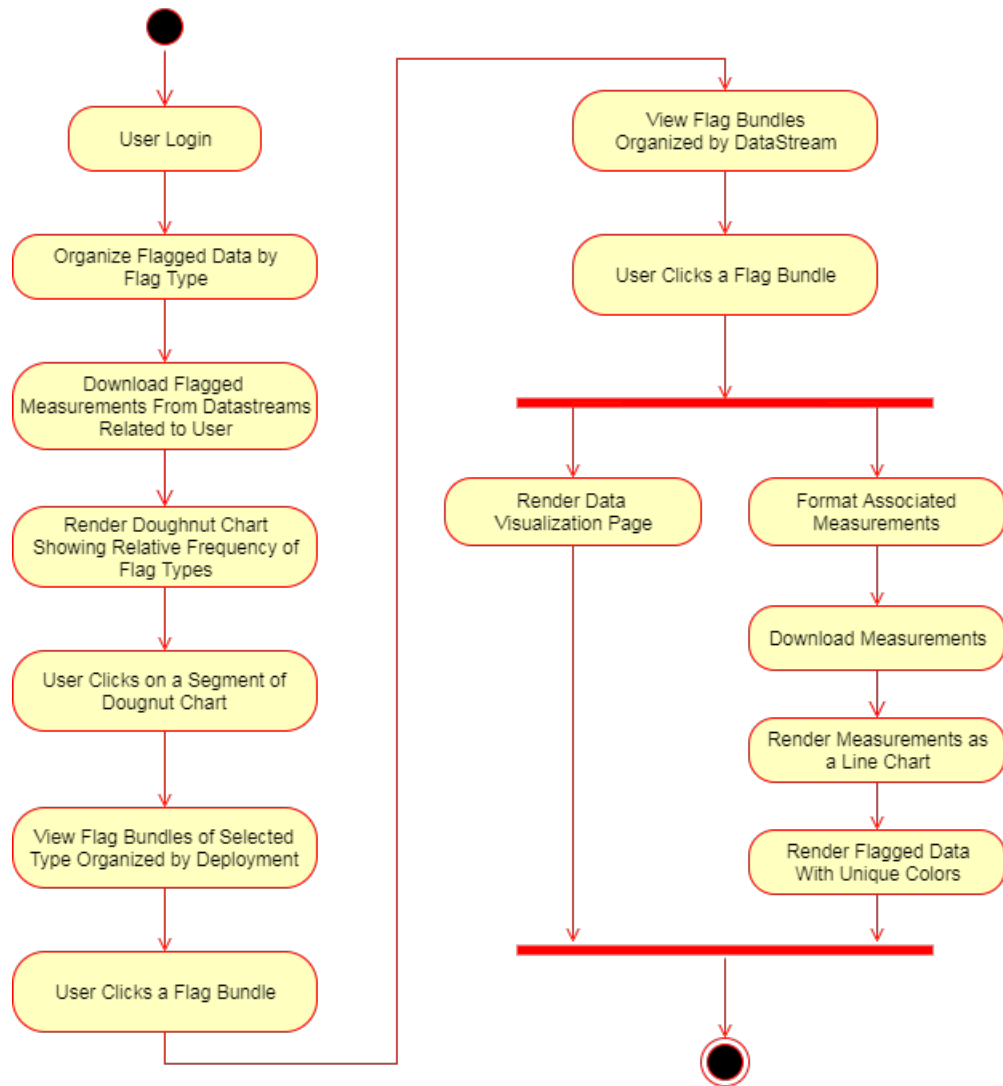 User Login
Organize Flagged Data by
Flag Type
Download Flagged
Measurements From Datastreams
Related to User
Render Doughnut Chart
Showing Relative Frequency of
Flag Types
User Clicks on a Segment of
Dougnut Chart
View Flag Bundles of Selected
Type Organized by Deployment
User Clicks a Flag Bundle
View Flag Bundles
Organized by DataStream
User Clicks a Flag Bundle
Render Data
Visualization Page
Format Associated
Measurements
Download Measurements
Render Measurements as
a Line Chart
Render Flagged Data
With Unique Colors